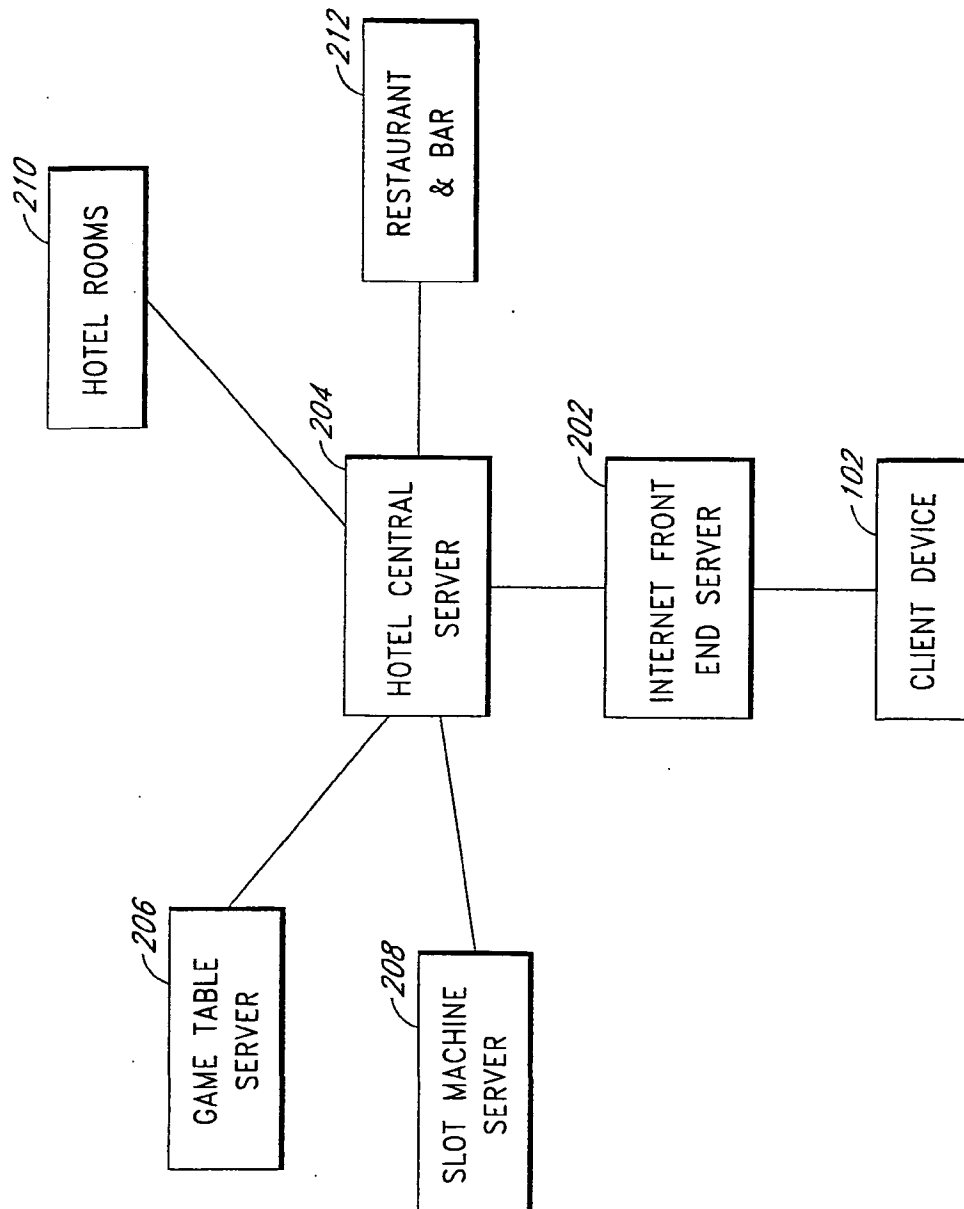 210
HOTEL ROOMS
206
GAME TABLE
SERVER
212
RESTAURANT
& BAR
204
HOTEL CENTRAL
SERVER
208
SLOT MACHINE
SERVER
202
INTERNET FRONT
END SERVER
102
CLIENT DEVICE